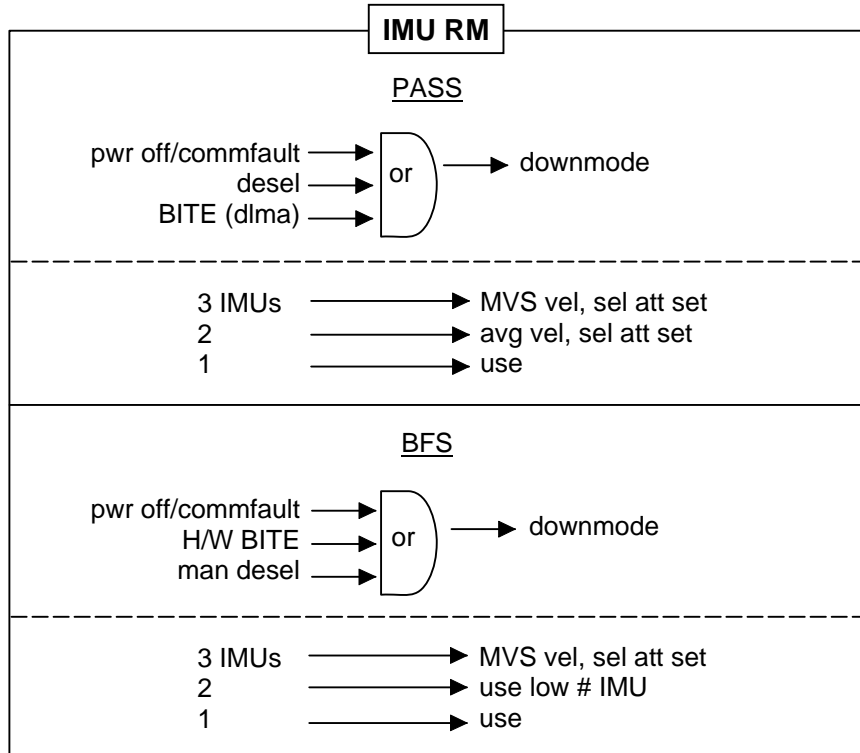 IMU RM
PASS
pwr off/commfault
desel
BITE (dlma)
or
downmode
3 IMUs MVS vel, sel att set
2 avg vel, sel att set
1 use
BFS
pwr off/commfault
H/W BITE
man desel
or
downmode
3 IMUs MVS vel, sel att set
2 use low # IMU
1 use